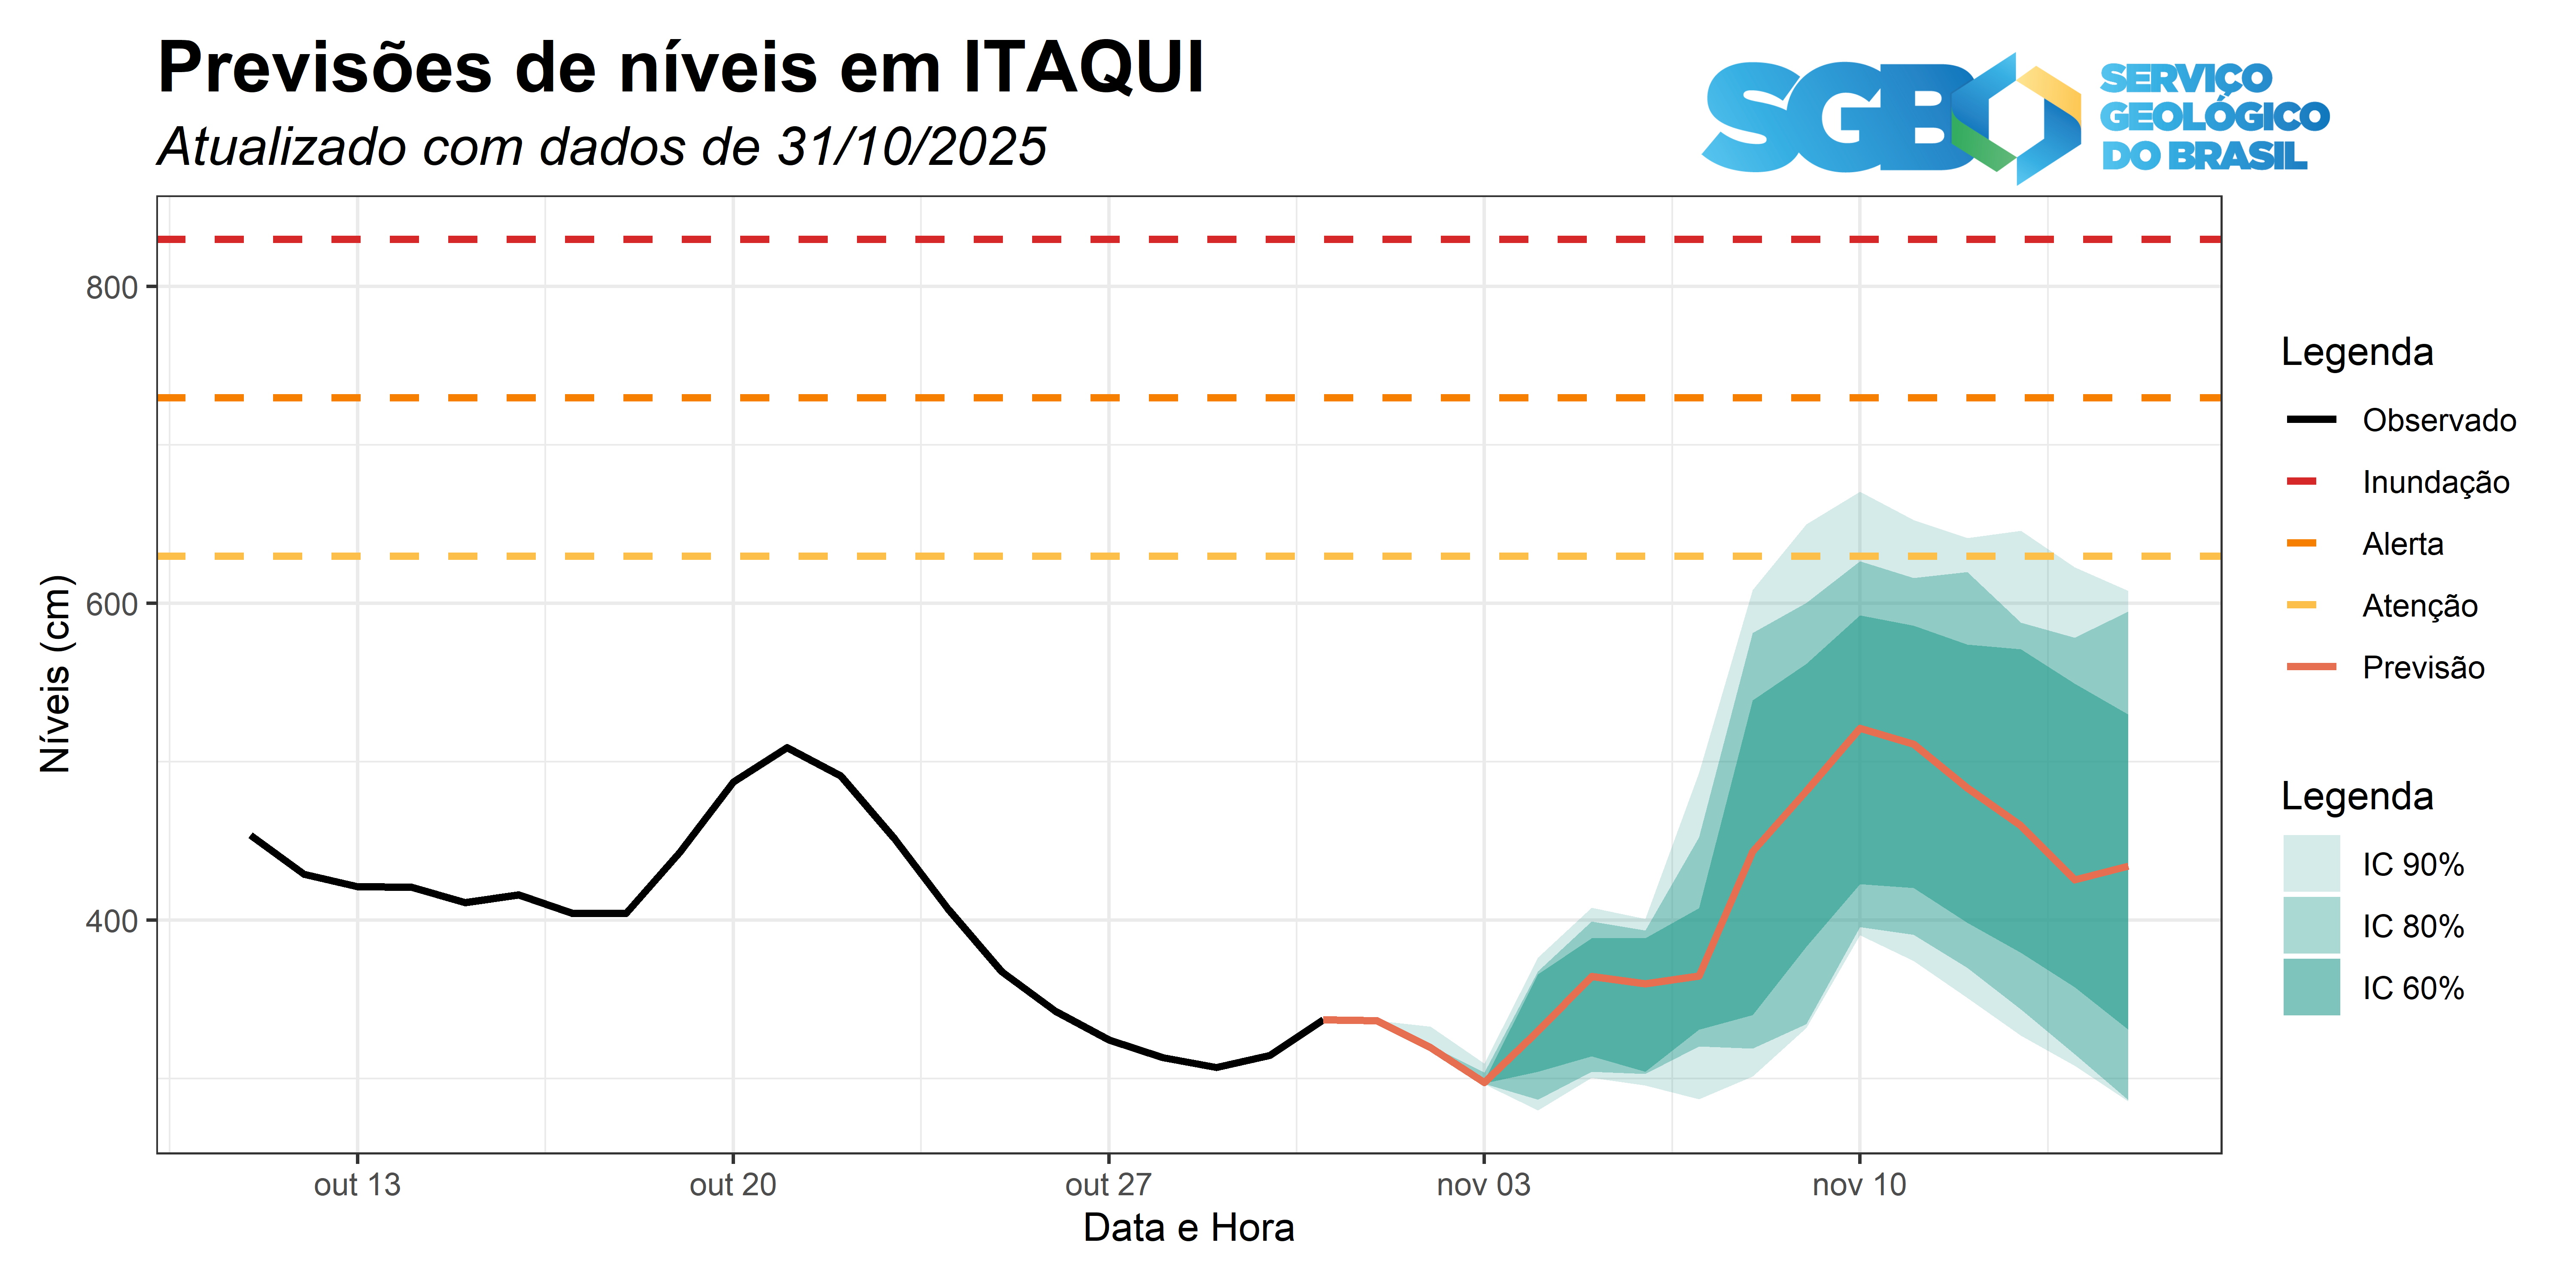 Previsões de níveis em ITAQUI
Atualizado com dados de 31/10/2025
SGB
SERVIÇO
GEOLÓGICO
DO BRASIL
Níveis (cm)
800
600
400
out 13
out 20
out 27
nov 03
nov 10
Data e Hora
Legenda
Observado
Inundação
Alerta
Atenção
Previsão
Legenda
IC 90%
IC 80%
IC 60%